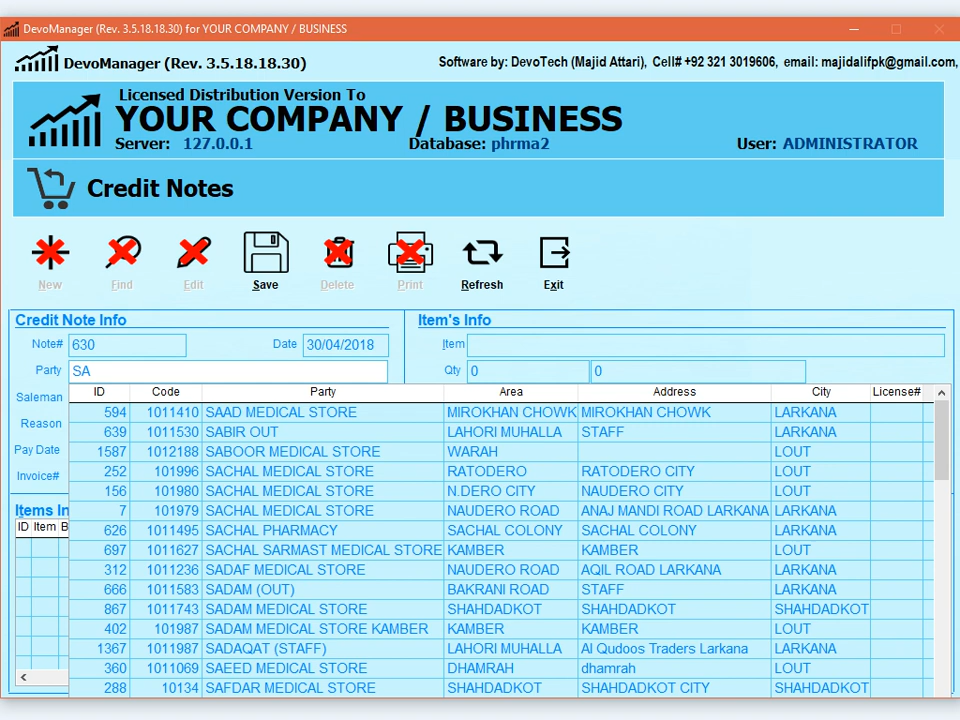 DevoManager (Rev. 3.5.18.18.30) for YOUR COMPANY / BUSINESS
DevoManager (Rev. 3.5.18.18.30) Software by: DevoTech (Majid Attari), Cell# +92 321 3019606, email: majidalifpk@gmail.com,
Licensed Distribution Version To
YOUR COMPANY / BUSINESS
Server: 127.0.0.1 Database: phrma2 User: ADMINISTRATOR
Credit Notes
New Find Edit Save Delete Print Refresh Exit
Credit Note Info Item's Info
Note# 630 Date 30/04/2018 Item
Party SA Qty 0 0
Saleman
Reason
Pay Date
Invoice#
Items In
ID Item B
ID Code Party Area Address City License#
594 1011410 SAAD MEDICAL STORE MIROKHAN CHOWK MIROKHAN CHOWK LARKANA
639 1011530 SABIR OUT LAHORI MUHALLA STAFF LARKANA
1587 1012188 SABOOR MEDICAL STORE WARAH LOUT
252 101996 SACHAL MEDICAL STORE RATODERO RATODERO CITY LOUT
156 101980 SACHAL MEDICAL STORE N.DERO CITY NAUDERO CITY LOUT
7 101979 SACHAL MEDICAL STORE NAUDERO ROAD ANAJ MANDI ROAD LARKANA LARKANA
626 1011495 SACHAL PHARMACY SACHAL COLONY SACHAL COLONY LARKANA
697 1011627 SACHAL SARMAST MEDICAL STORE KAMBER KAMBER LOUT
312 1011236 SADAF MEDICAL STORE NAUDERO ROAD AQIL ROAD LARKANA LARKANA
666 1011583 SADAM (OUT) BAKRANI ROAD STAFF LARKANA
867 1011743 SADAM MEDICAL STORE SHAHDADKOT SHAHDADKOT SHAHDADKOT
402 101987 SADAM MEDICAL STORE KAMBER KAMBER KAMBER LOUT
1367 1011987 SADAQAT (STAFF) LAHORI MUHALLA Al Qudoos Traders Larkana LARKANA
360 1011069 SAEED MEDICAL STORE DHAMRAH dhamrah LOUT
288 10134 SAFDAR MEDICAL STORE SHAHDADKOT SHAHDADKOT CITY SHAHDADKOT